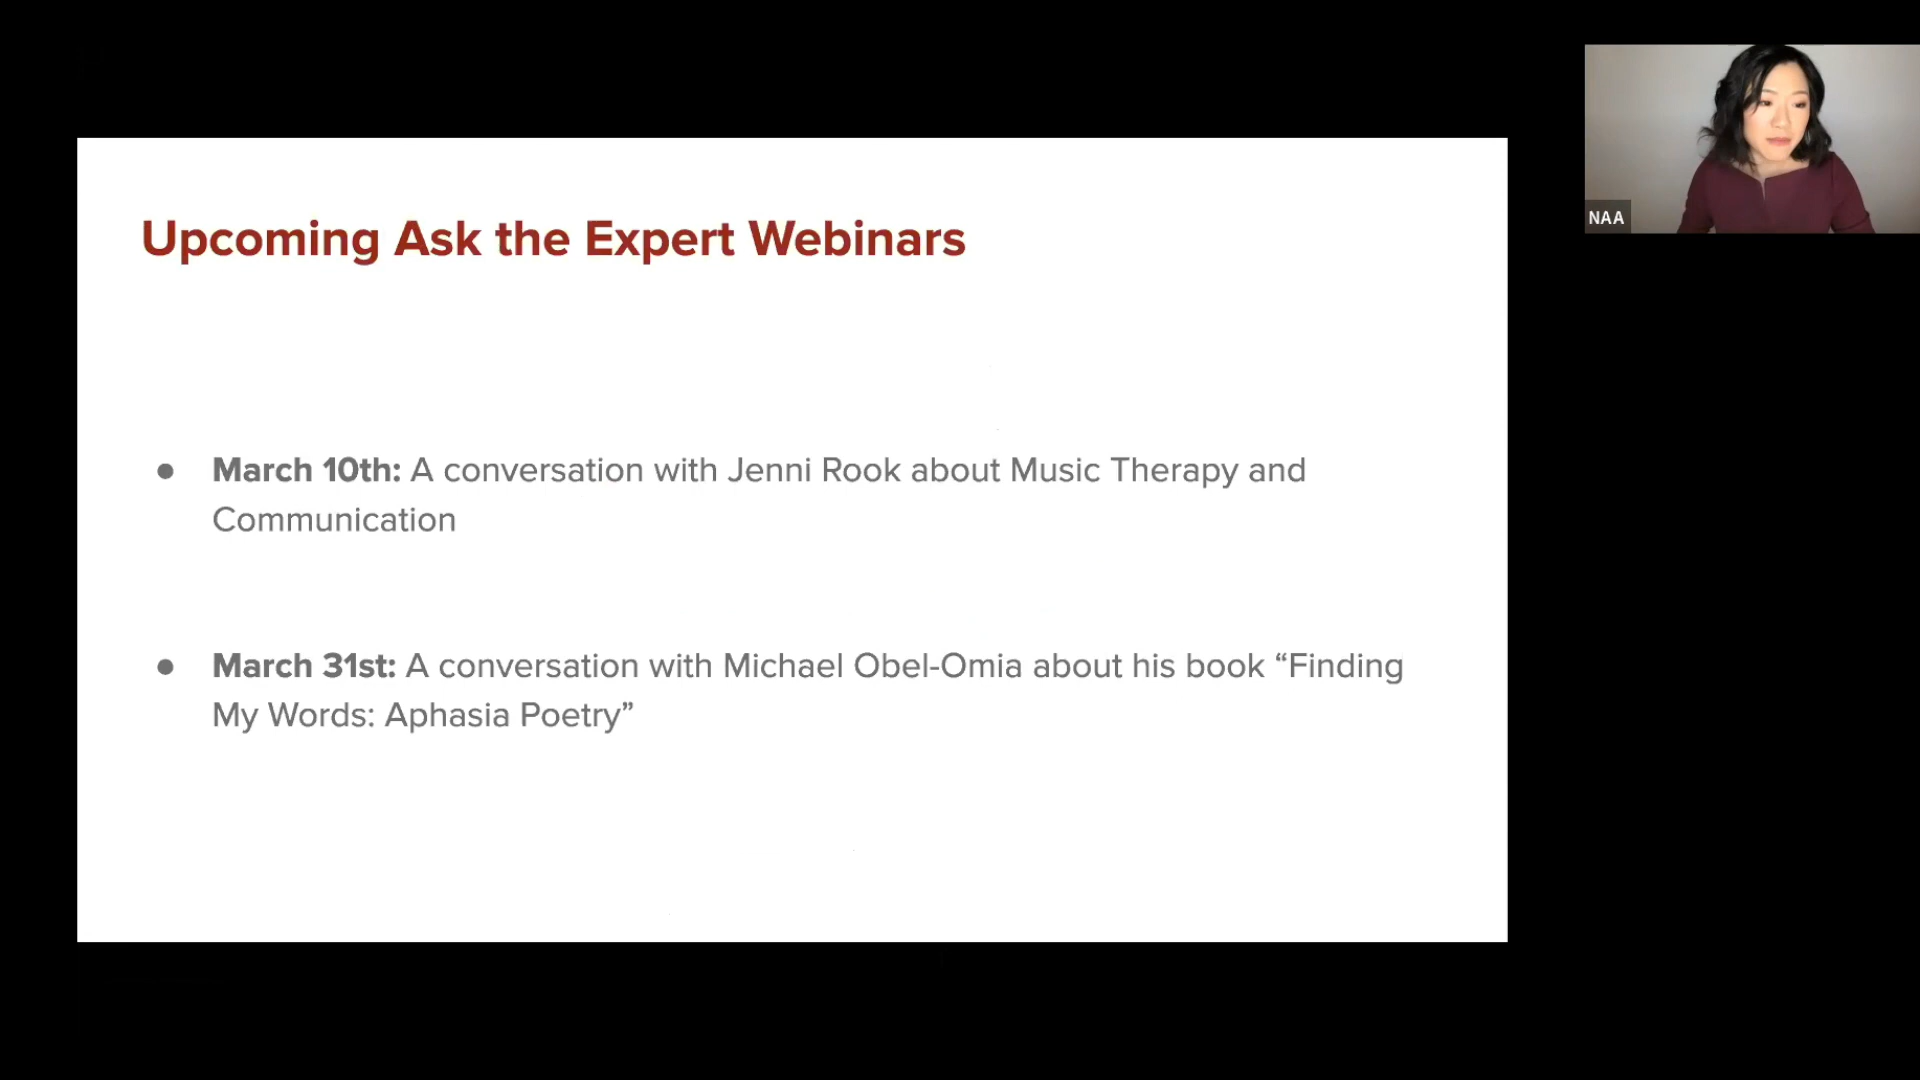 Upcoming Ask the Expert Webinars
● March 10th: A conversation with Jenni Rook about Music Therapy and
Communication
● March 31st: A conversation with Michael Obel-Omia about his book “Finding
My Words: Aphasia Poetry”
NAA